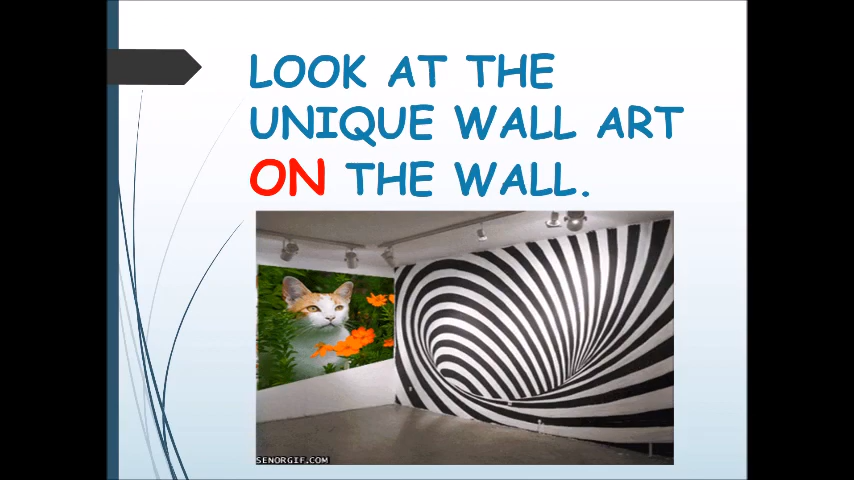 LOOK AT THE
UNIQUE WALL ART
ON THE WALL.
SENORGIF.COM